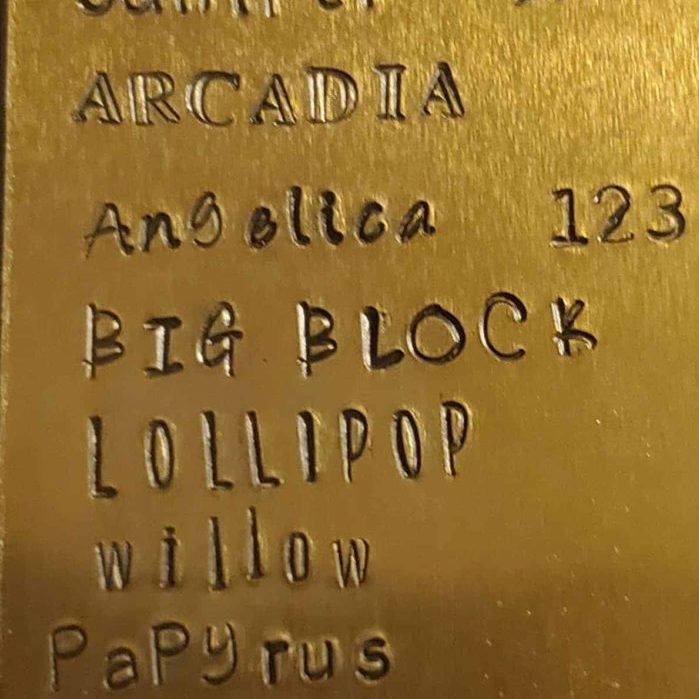 ARCADIA
Angelica 123
BIG BLOCK
LOLLIPOP
willow
PaPyrus